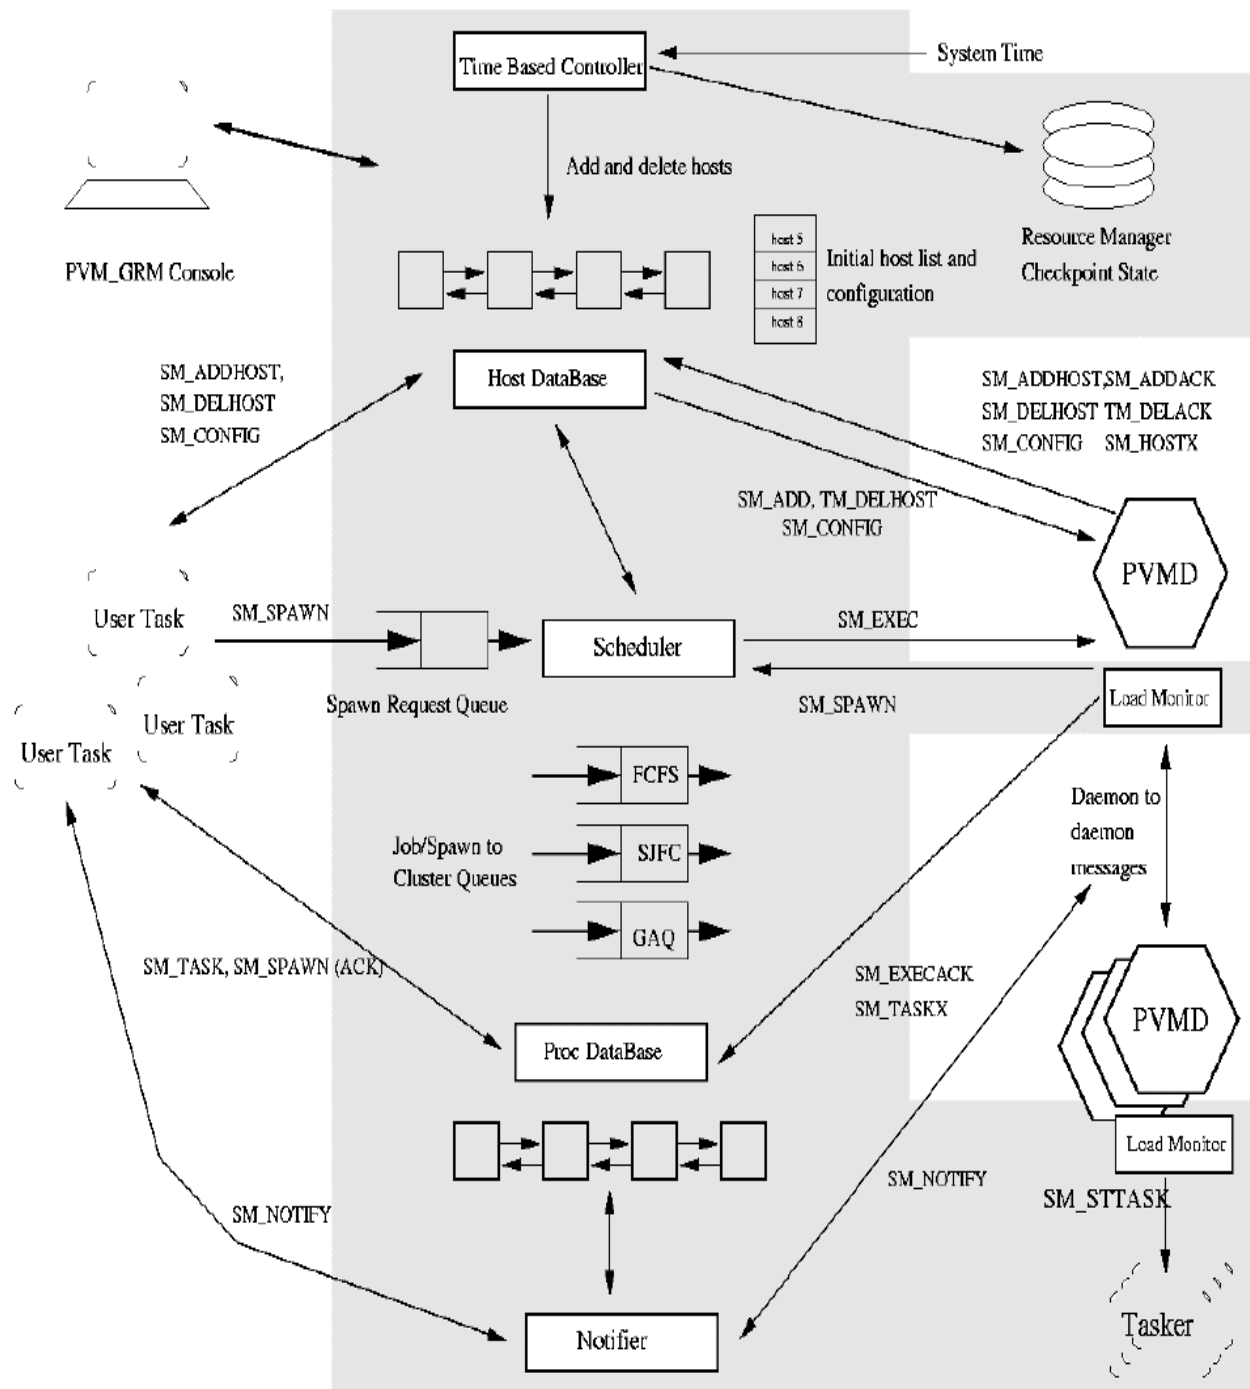 System Time
Time Based Controller
Add and delete hosts
PVM_GRM Console
host 5
host 6
host 7
host 8
Initial host list and
configuration
Resource Manager
Checkpoint State
SM_ADDHOST,
SM_DELHOST
SM_CONFIG
Host DataBase
SM_ADDHOST,SM_ADDACK
SM_DELHOST TM_DELACK
SM_CONFIG SM_HOSTX
SM_ADD, TM_DELHOST
SM_CONFIG
PVMD
User Task
SM_SPAWN
Scheduler
SM_EXEC
Spawn Request Queue
SM_SPAWN
Load Monitor
User Task
User Task
FCFS
SJFC
GAQ
Job/Spawn to
Cluster Queues
Daemon to
daemon
messages
SM_TASK, SM_SPAWN (ACK)
SM_EXECACK
SM_TASKX
PVMD
Proc DataBase
Load Monitor
SM_NOTIFY
SM_NOTIFY
SM_STTASK
Notifier
Tasker